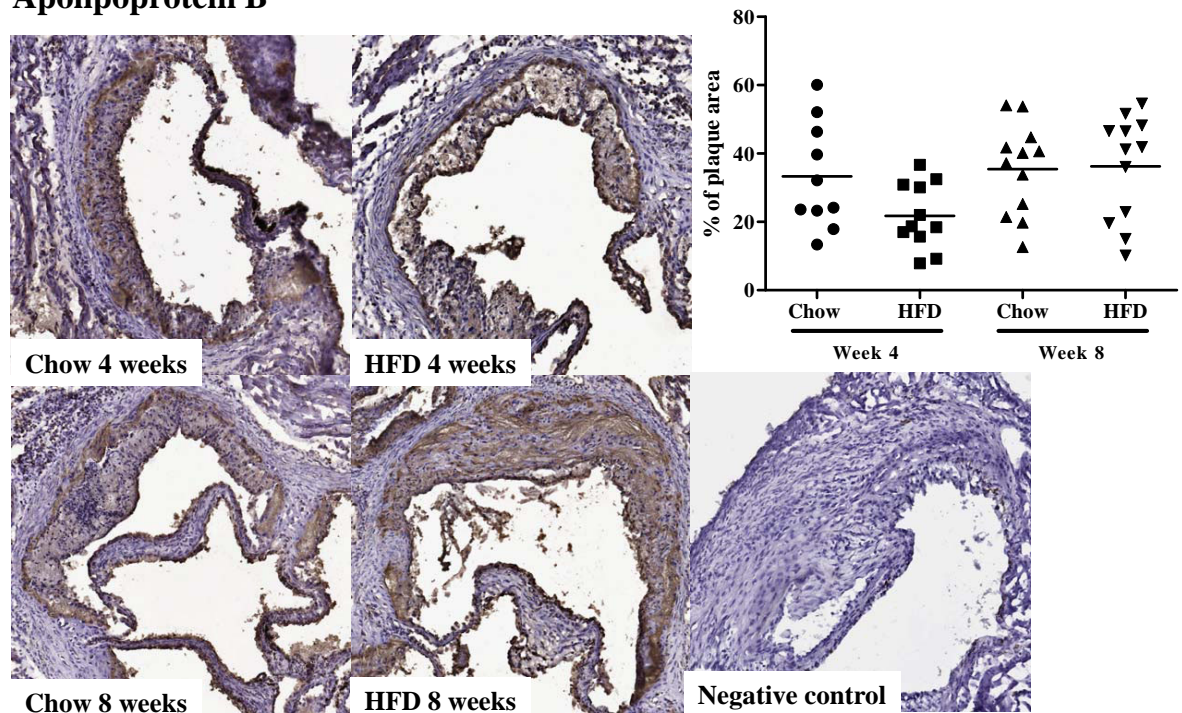 Apolipoprotein B
80
60
40
20
0
% of plaque area
Chow HFD Chow HFD
Week 4 Week 8
Chow 4 weeks
HFD 4 weeks
Chow 8 weeks
HFD 8 weeks
Negative control